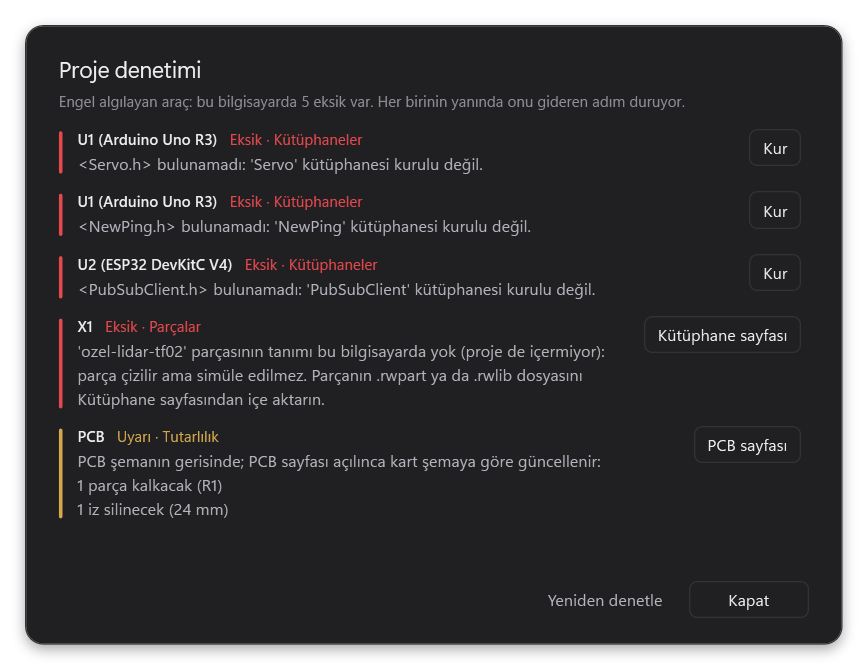 Proje denetimi
Engel algılayan araç: bu bilgisayarda 5 eksik var. Her birinin yanında onu gideren adım duruyor.
U1 (Arduino Uno R3) Eksik · Kütüphaneler
<Servo.h> bulunamadı: 'Servo' kütüphanesi kurulu değil.
Kur
U1 (Arduino Uno R3) Eksik · Kütüphaneler
<NewPing.h> bulunamadı: 'NewPing' kütüphanesi kurulu değil.
Kur
U2 (ESP32 DevKitC V4) Eksik · Kütüphaneler
<PubSubClient.h> bulunamadı: 'PubSubClient' kütüphanesi kurulu değil.
Kur
X1 Eksik · Parçalar
'ozel-lidar-tf02' parçasının tanımı bu bilgisayarda yok (proje de içermiyor):
parça çizilir ama simüle edilmez. Parçanın .rwpart ya da .rwlib dosyasını
Kütüphane sayfasından içe aktarın.
Kütüphane sayfası
PCB Uyarı · Tutarlılık
PCB şemanın gerisinde; PCB sayfası açılınca kart şemaya göre güncellenir:
1 parça kalkacak (R1)
1 iz silinecek (24 mm)
PCB sayfası
Yeniden denetle
Kapat